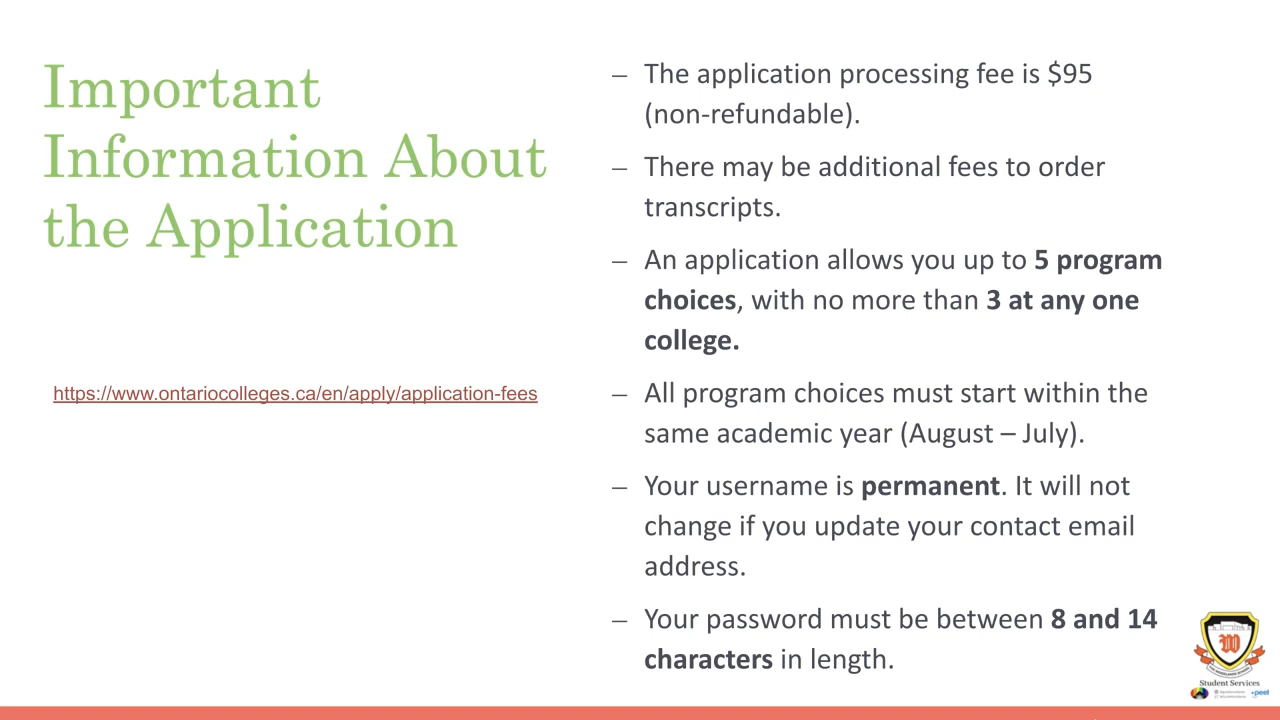 Important
Information About
the Application
https://www.ontariocolleges.ca/en/apply/application-fees
– The application processing fee is $95
(non-refundable).
– There may be additional fees to order
transcripts.
– An application allows you up to 5 program
choices, with no more than 3 at any one
college.
– All program choices must start within the
same academic year (August – July).
– Your username is permanent. It will not
change if you update your contact email
address.
– Your password must be between 8 and 14
characters in length.
W
Student Services
peel